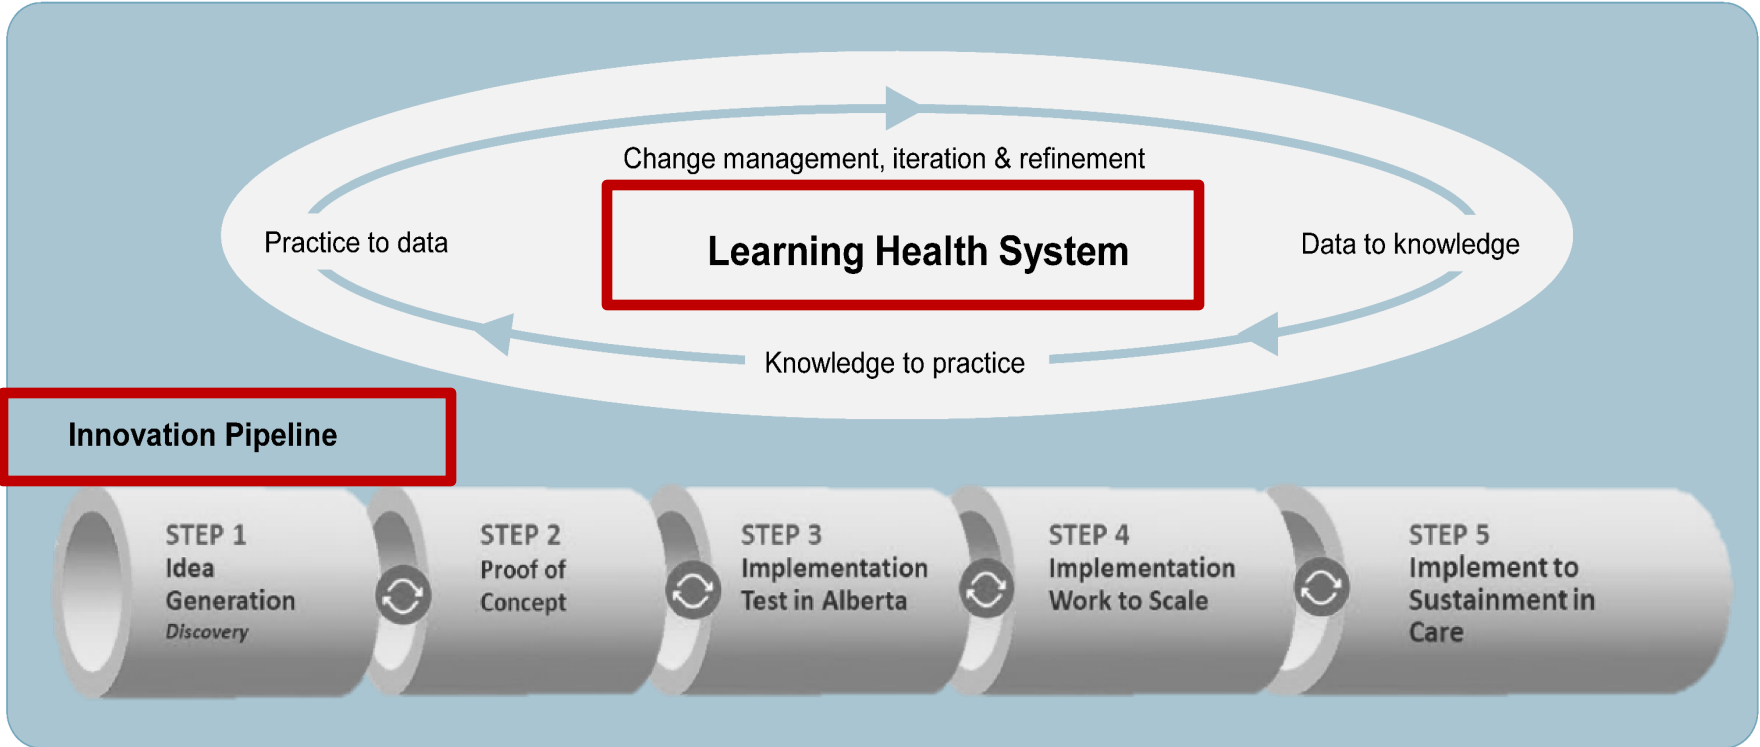 Change management, iteration & refinement
Learning Health System
Practice to data
Data to knowledge
Knowledge to practice
Innovation Pipeline
STEP 1
Idea
Generation
Discovery
STEP 2
Proof of
Concept
STEP 3
Implementation
Test in Alberta
STEP 4
Implementation
Work to Scale
STEP 5
Implement to
Sustainment in
Care